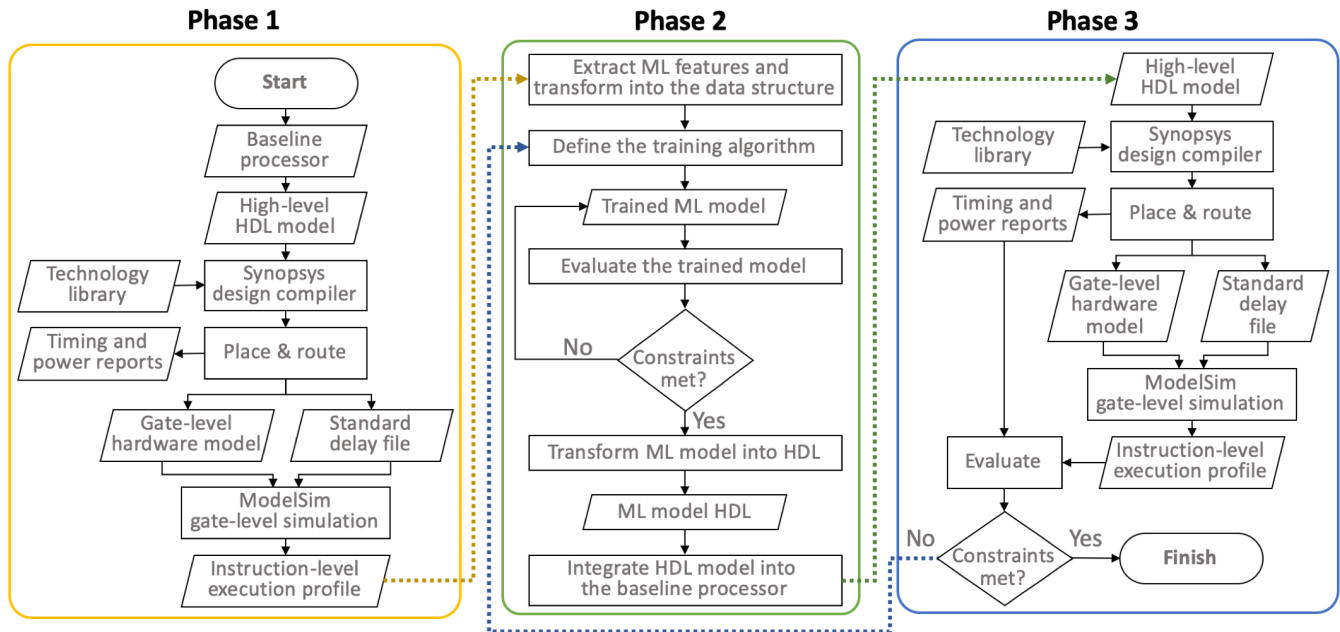 Phase 1
Start
Baseline
processor
High-level
HDL model
Technology
library
Synopsys
design compiler
Timing and
power reports
Place & route
Gate-level
hardware model
Standard
delay file
ModelSim
gate-level simulation
Instruction-level
execution profile
Phase 2
Extract ML features and
transform into the data structure
Define the training algorithm
Trained ML model
Evaluate the trained model
No
Constraints
met?
Yes
Transform ML model into HDL
ML model HDL
Integrate HDL model into
the baseline processor
Phase 3
High-level
HDL model
Technology
library
Synopsys
design compiler
Timing and
power reports
Place & route
Gate-level
hardware
model
Standard
delay
file
ModelSim
gate-level simulation
Evaluate
Instruction-level
execution profile
No
Constraints
met?
Yes
Finish